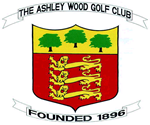 THE ASHLEY WOOD GOLF CLUB
FOUNDED 1896